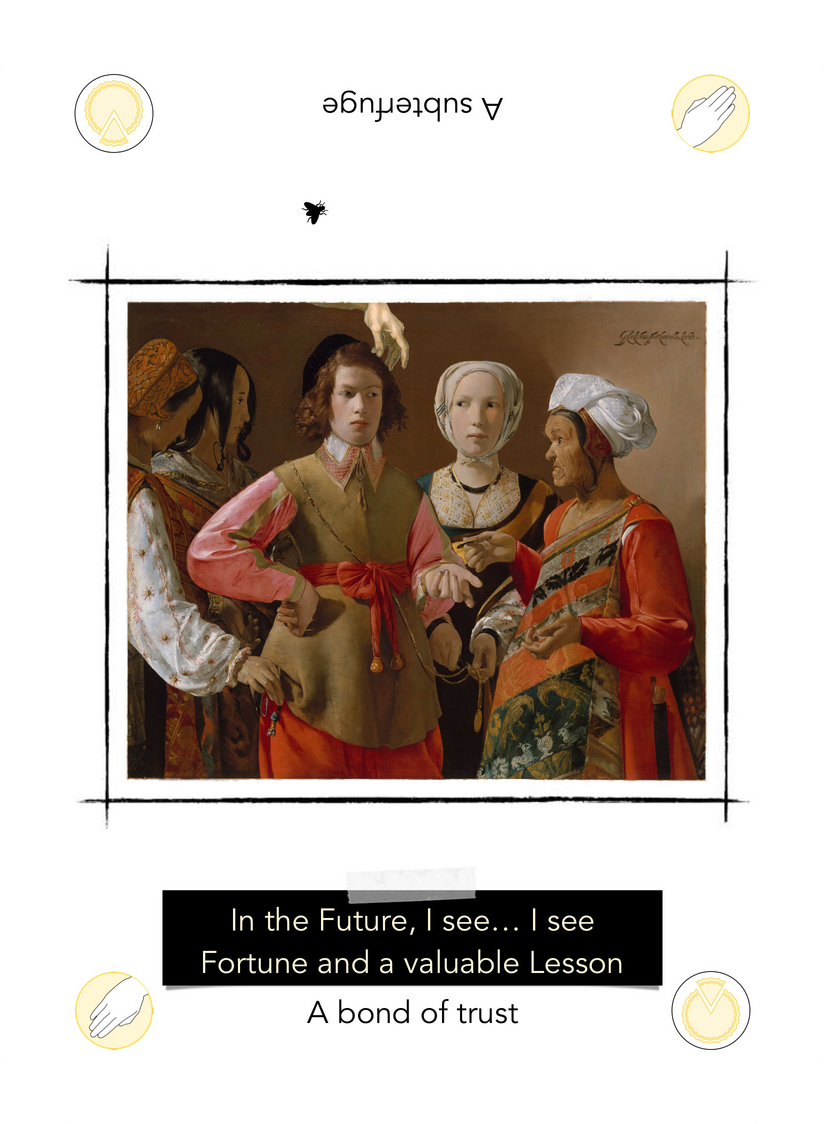 A subterfuge
In the Future, I see... I see
Fortune and a valuable Lesson
A bond of trust